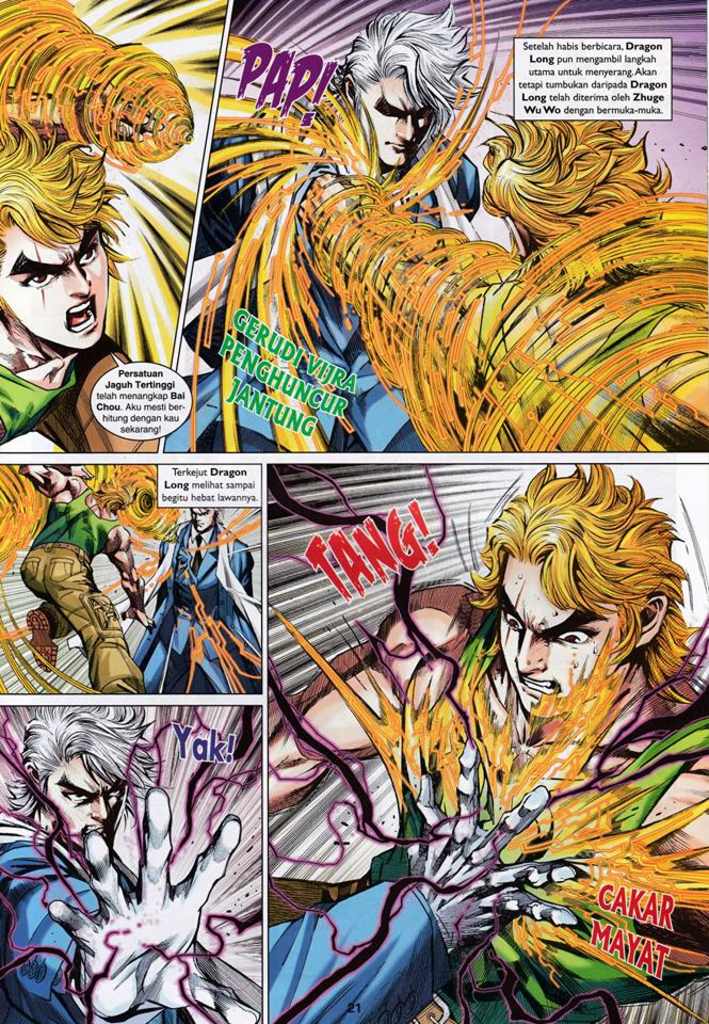 Persatuan
Jaguh Tertinggi
telah menangkap Bai
Chou. Aku mesti ber-
hitung dengan kau
sekarang!
PAP!
Setelah habis berbicara, Dragon
Long pun mengambil langkah
utama untuk menyerang. Akan
tetapi tumbukan daripada Dragon
Long telah diterima oleh Zhuge
Wu Wo dengan bermuka-muka.
GERUDI VIJRA
PENGHUNCUR
JANTUNG
Terkejut Dragon
Long melihat sampai
begitu hebat lawannya.
Yak!
TANG!
CAKAR
MAYAT
21